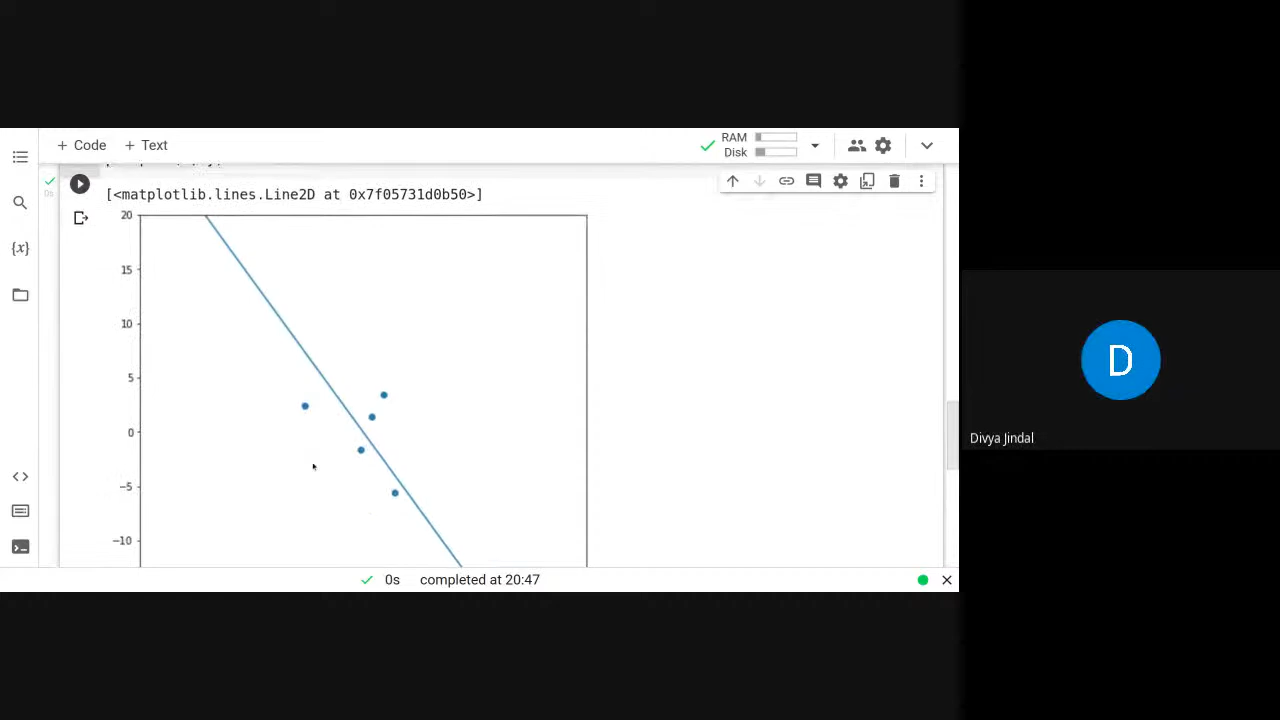 + Code + Text
RAM
Disk
0s
[<matplotlib.lines.Line2D at 0x7f05731d0b50>]
20
15
10
5
0
−5
−10
{x}
<>
0s completed at 20:47
D
Divya Jindal